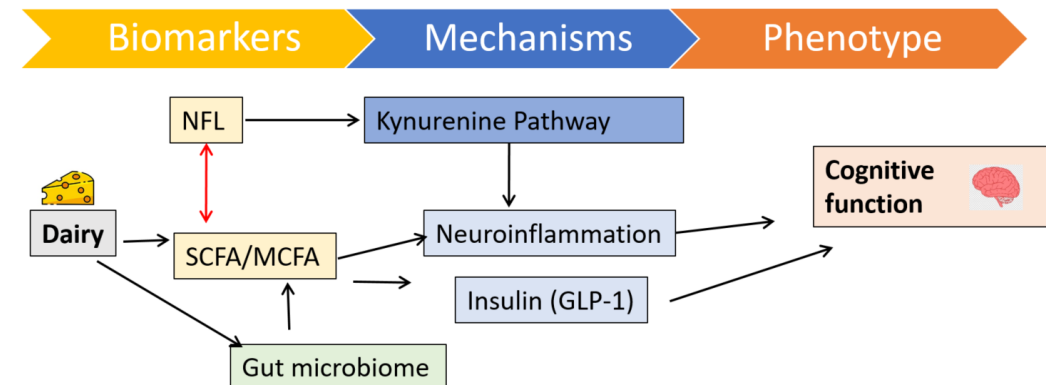 Biomarkers
Mechanisms
Phenotype
NFL
Kynurenine Pathway
Cognitive
function
Dairy
SCFA/MCFA
Neuroinflammation
Insulin (GLP-1)
Gut microbiome